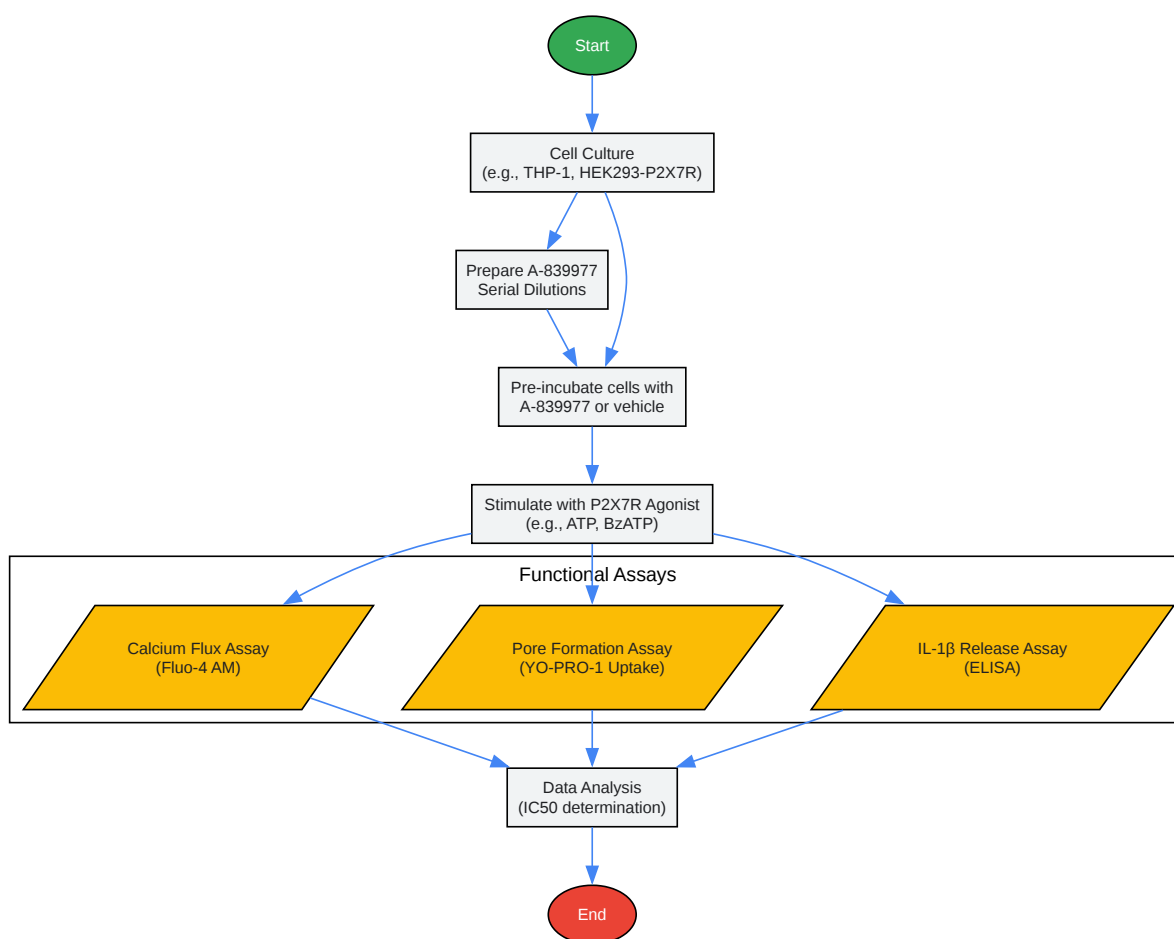 Start
Cell Culture
(e.g., THP-1, HEK293-P2X7R)
Prepare A-839977
Serial Dilutions
Pre-incubate cells with
A-839977 or vehicle
Stimulate with P2X7R Agonist
(e.g., ATP, BzATP)
Functional Assays
Calcium Flux Assay
(Fluo-4 AM)
Pore Formation Assay
(YO-PRO-1 Uptake)
IL-1β Release Assay
(ELISA)
Data Analysis
(IC50 determination)
End